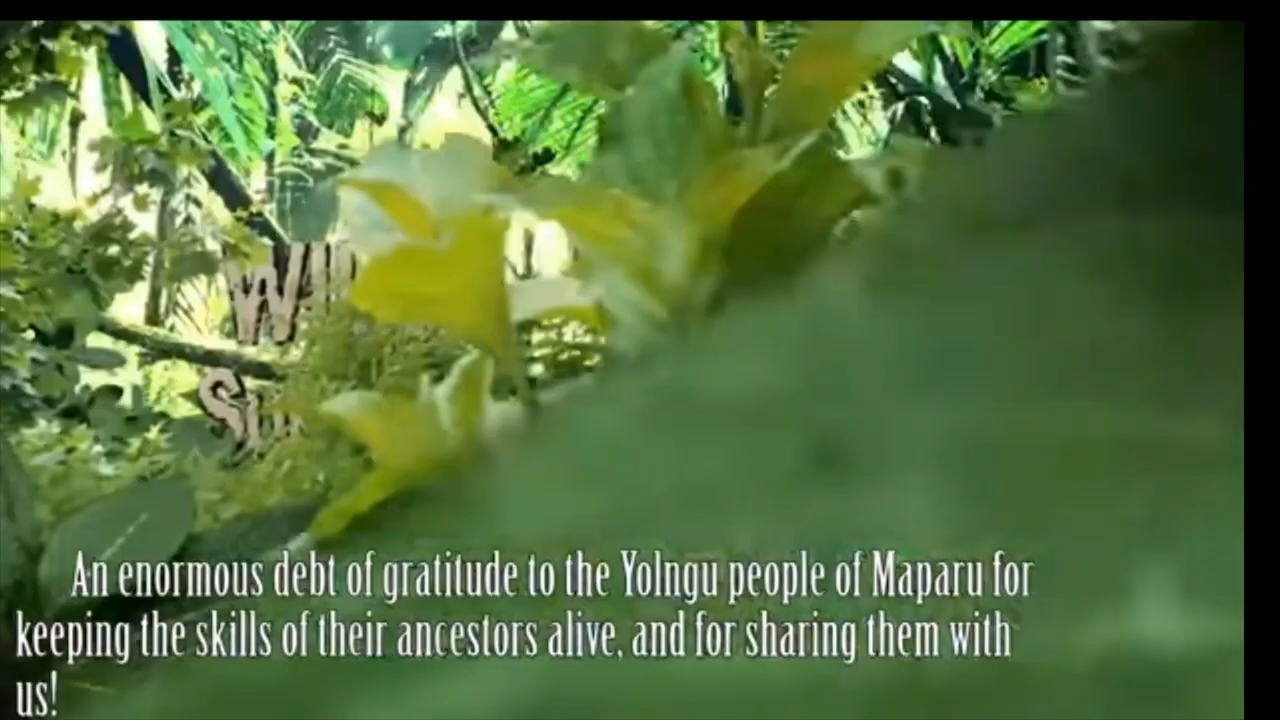 An enormous debt of gratitude to the Yolngu people of Maparu for
keeping the skills of their ancestors alive, and for sharing them with
us!